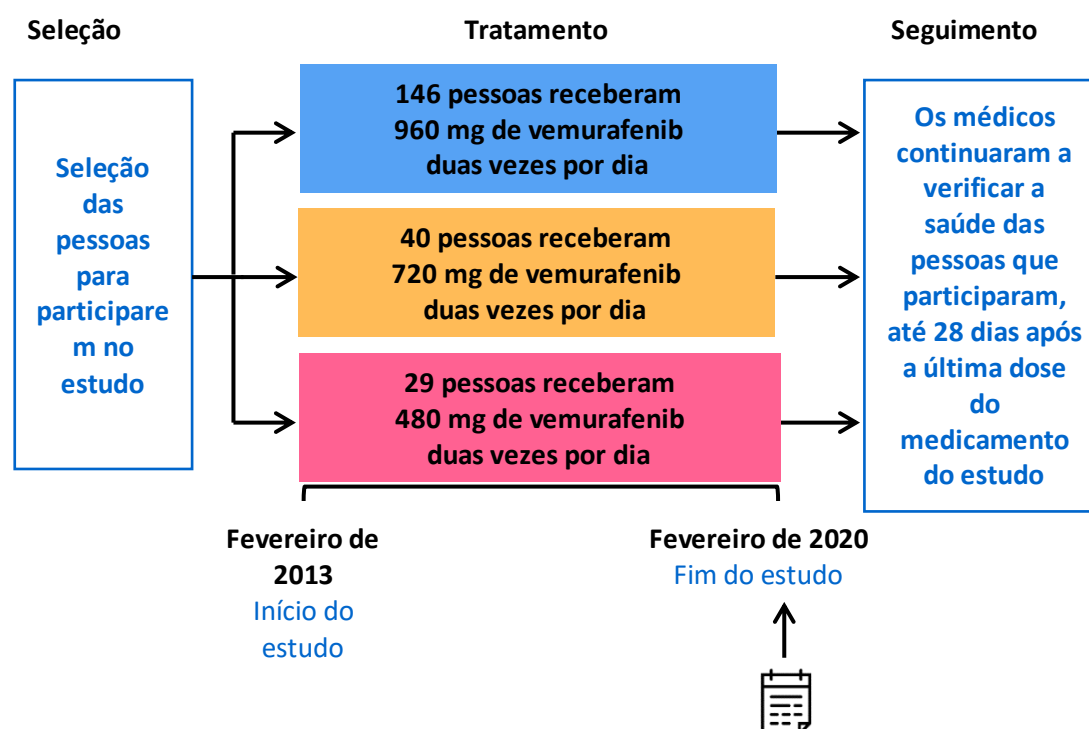 Seleção
Tratamento
Seguimento
Seleção
das
pessoas
para
participare
m no
estudo
146 pessoas receberam
960 mg de vemurafenib
duas vezes por dia
40 pessoas receberam
720 mg de vemurafenib
duas vezes por dia
29 pessoas receberam
480 mg de vemurafenib
duas vezes por dia
Os médicos
continuaram a
verificar a
saúde das
pessoas que
participaram,
até 28 dias após
a última dose
do
medicamento
do estudo
Fevereiro de
2013
Início do
estudo
Fevereiro de 2020
Fim do estudo